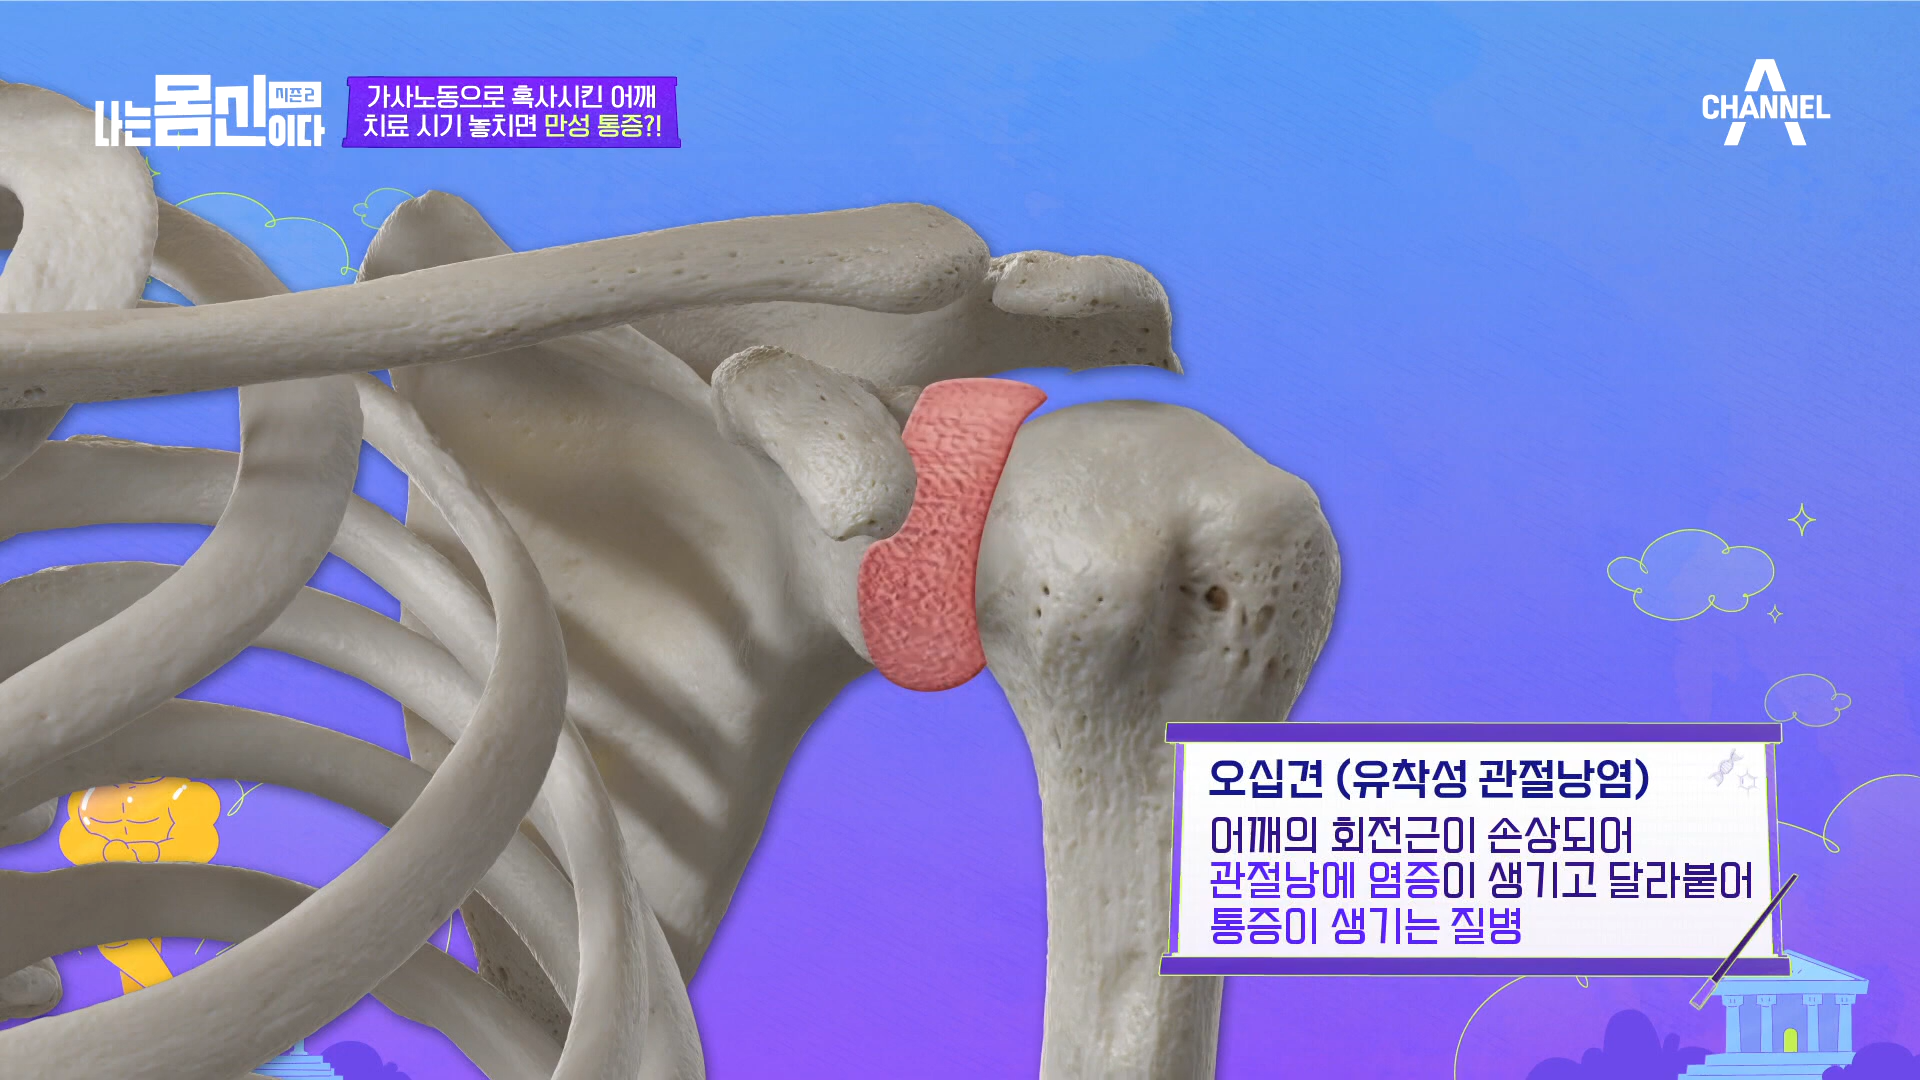 나는 몸신이다 시즌2
가사노동으로 혹사시킨 어깨
치료 시기 놓치면 만성 통증?!
CHANNEL A
오십견 (유착성 관절낭염)
어깨의 회전근이 손상되어
관절낭에 염증이 생기고 달라붙어
통증이 생기는 질병